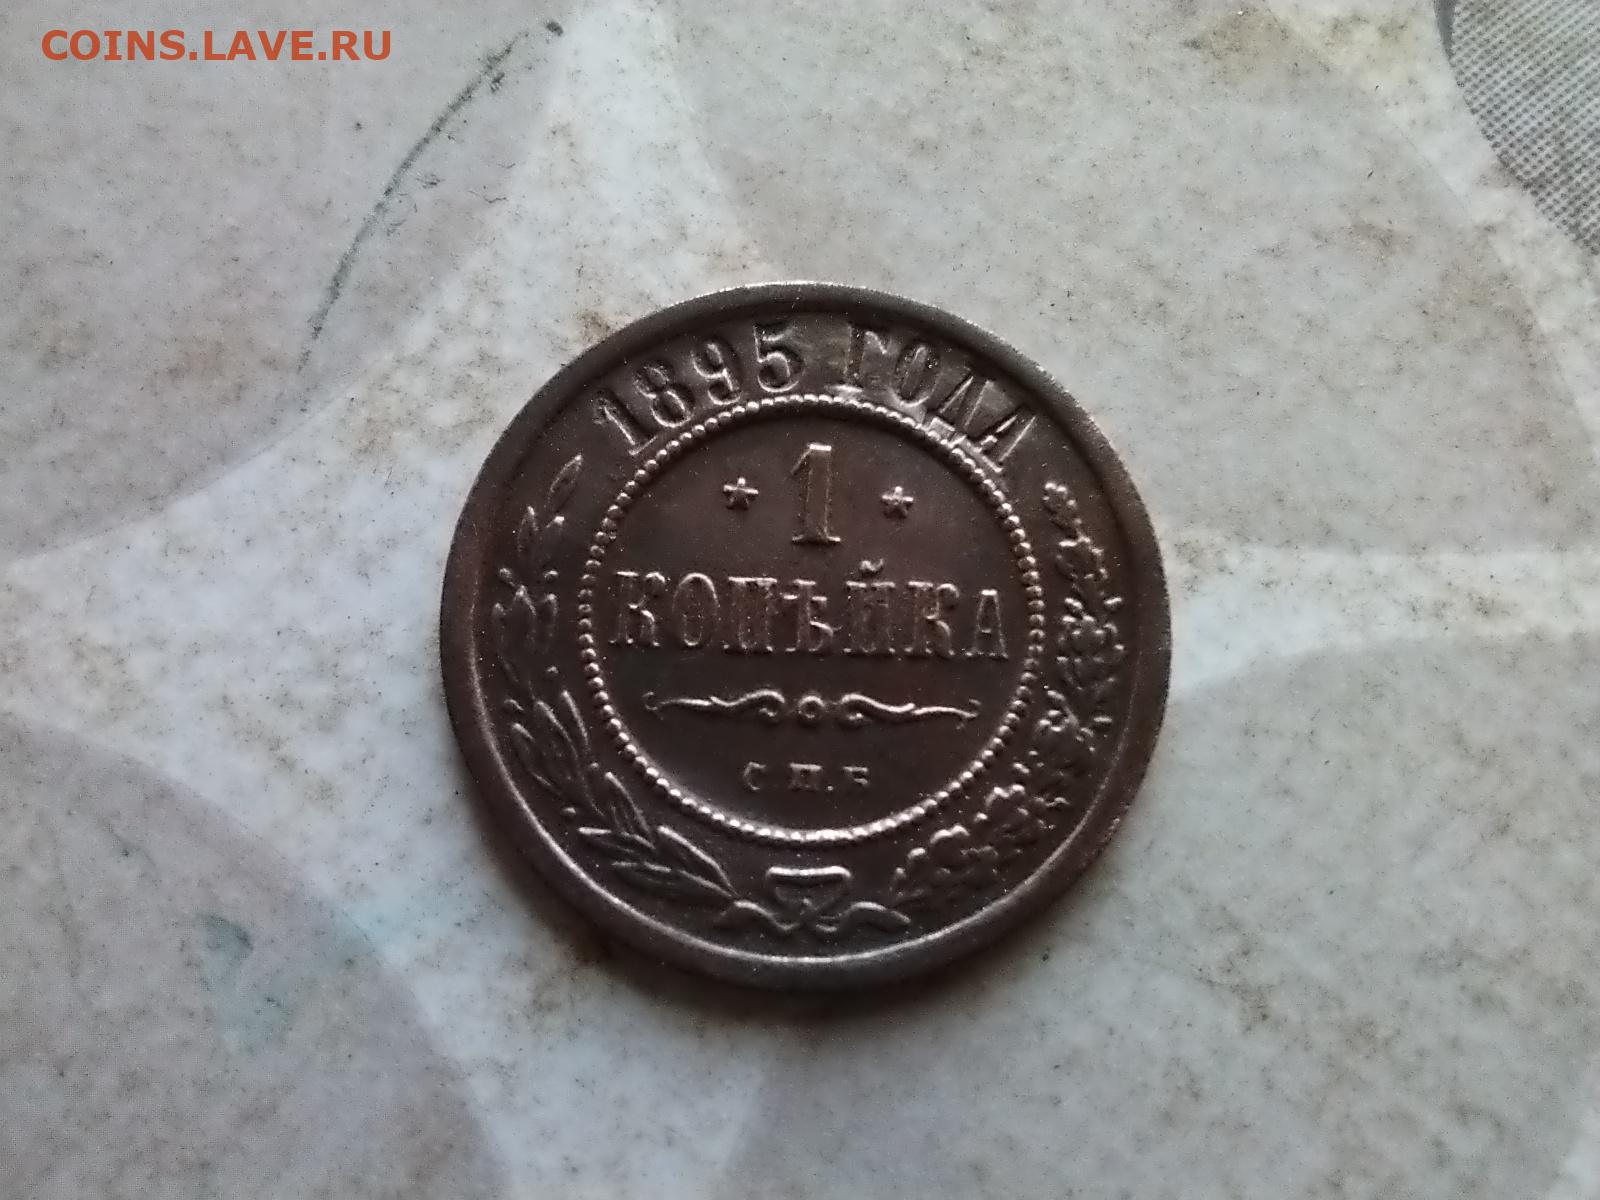 COINS.LAVE.RU
1895 ГОДА
* 1 *
КОПѢЙКА
С.П.Б